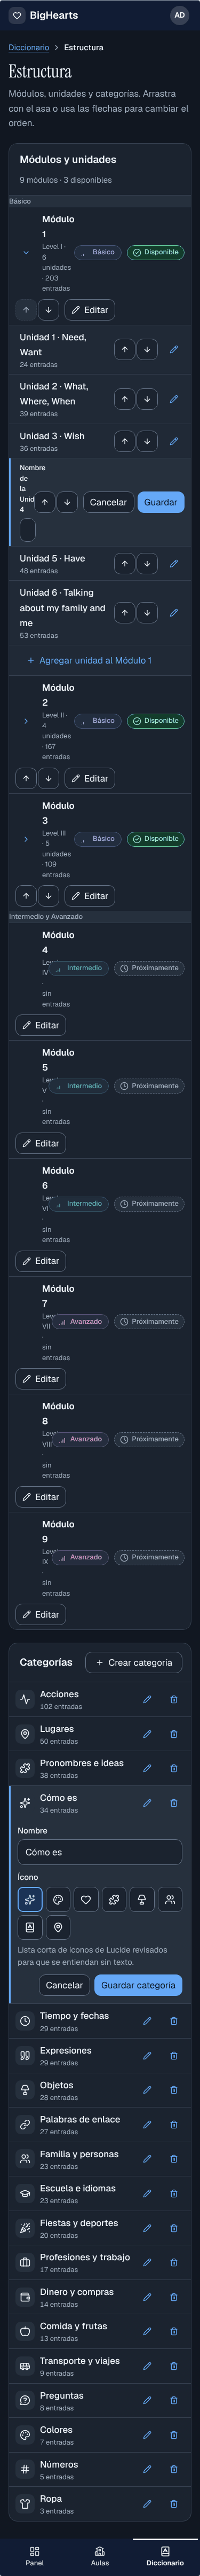 BigHearts
AD
Diccionario > Estructura
Estructura
Módulos, unidades y categorías. Arrastra
con el asa o usa las flechas para cambiar el
orden.
Módulos y unidades
9 módulos · 3 disponibles
Básico
Módulo
1
Level I ·
6
unidades
· 203
entradas
Básico
Disponible
Editar
Unidad 1 · Need,
Want
24 entradas
Unidad 2 · What,
Where, When
39 entradas
Unidad 3 · Wish
36 entradas
Nombre
de
la
Unid
4
Cancelar
Guardar
Unidad 5 · Have
48 entradas
Unidad 6 · Talking
about my family and
me
53 entradas
+ Agregar unidad al Módulo 1
Módulo
2
Level II ·
4
unidades
· 167
entradas
Básico
Disponible
Editar
Módulo
3
Level III
· 5
unidades
· 109
entradas
Básico
Disponible
Editar
Intermedio y Avanzado
Módulo
4
Level
IV
·
sin
entradas
Intermedio
Próximamente
Editar
Módulo
5
Level
V
·
sin
entradas
Intermedio
Próximamente
Editar
Módulo
6
Level
VI
·
sin
entradas
Intermedio
Próximamente
Editar
Módulo
7
Level
VII
·
sin
entradas
Avanzado
Próximamente
Editar
Módulo
8
Level
VIII
·
sin
entradas
Avanzado
Próximamente
Editar
Módulo
9
Level
IX
·
sin
entradas
Avanzado
Próximamente
Editar
Categorías
+ Crear categoría
Acciones
102 entradas
Lugares
50 entradas
Pronombres e ideas
38 entradas
Cómo es
34 entradas
Nombre
Cómo es
Ícono
Lista corta de íconos de Lucide revisados
para que se entiendan sin texto.
Cancelar
Guardar categoría
Tiempo y fechas
29 entradas
Expresiones
29 entradas
Objetos
28 entradas
Palabras de enlace
27 entradas
Familia y personas
23 entradas
Escuela e idiomas
23 entradas
Fiestas y deportes
20 entradas
Profesiones y trabajo
17 entradas
Dinero y compras
14 entradas
Comida y frutas
13 entradas
Transporte y viajes
9 entradas
Preguntas
8 entradas
Colores
7 entradas
Números
5 entradas
Ropa
3 entradas
Panel
Aulas
Diccionario